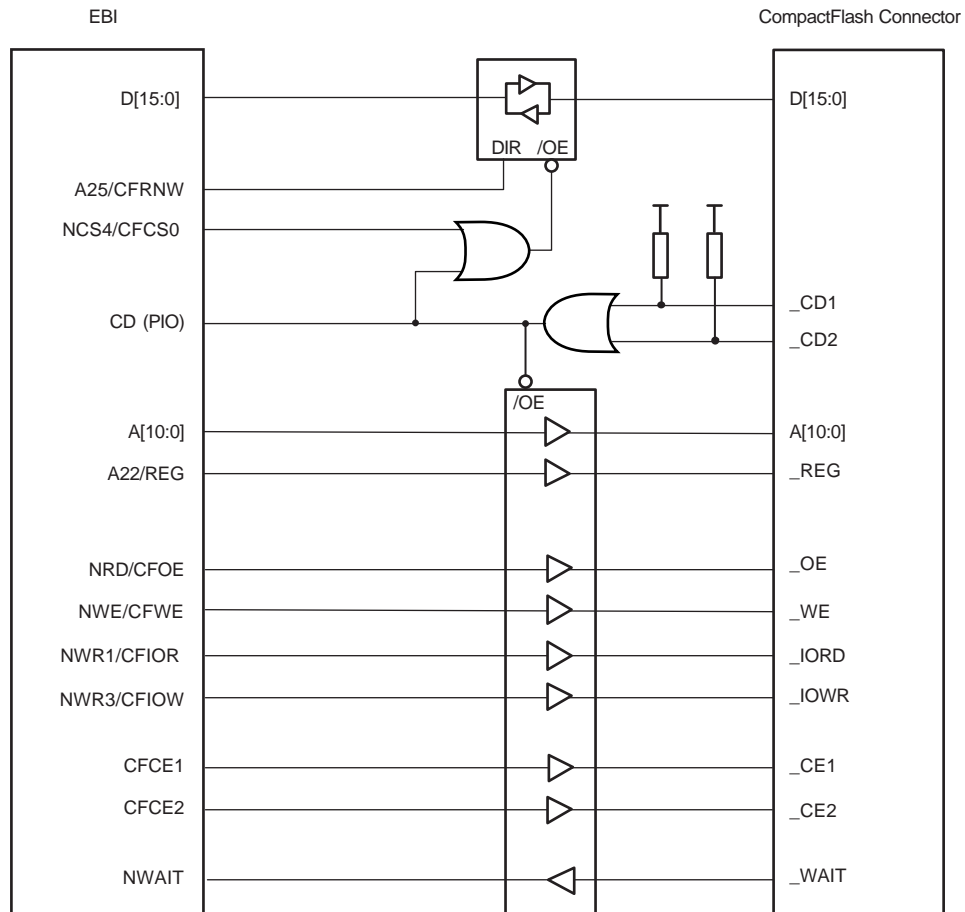 EBI CompactFlash Connector
D[15:0] D[15:0]
DIR /OE
A25/CFRNW
NCS4/CFCS0
_CD1
CD (PIO)
_CD2
/OE
A[10:0] A[10:0]
A22/REG _REG
NRD/CFOE _OE
NWE/CFWE _WE
NWR1/CFIOR _IORD
NWR3/CFIOW _IOWR
CFCE1 _CE1
CFCE2 _CE2
NWAIT _WAIT